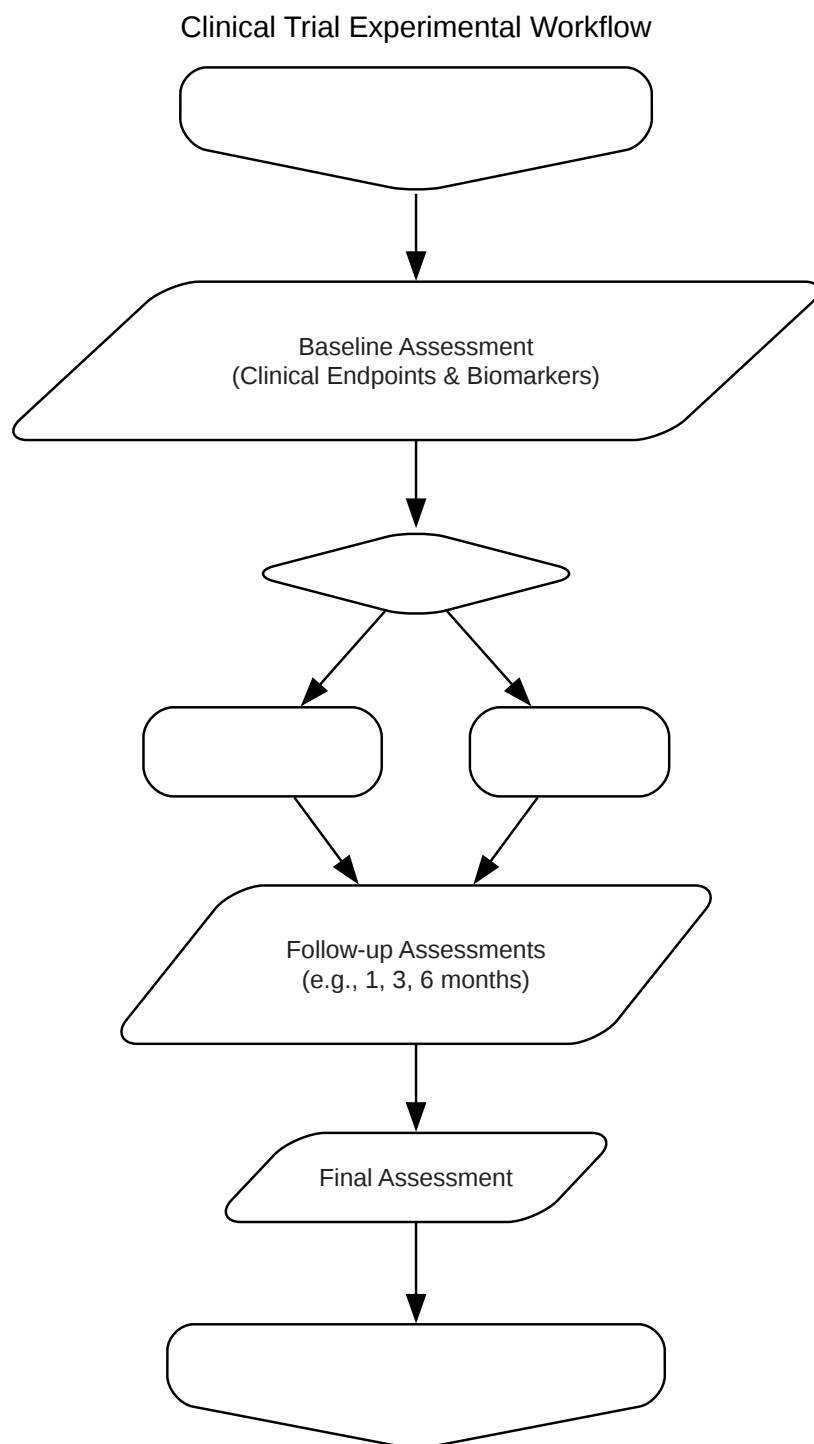 Clinical Trial Experimental Workflow
Baseline Assessment
(Clinical Endpoints & Biomarkers)
Follow-up Assessments
(e.g., 1, 3, 6 months)
Final Assessment